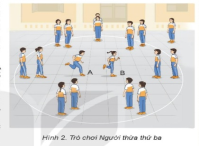 A B
Hình 2. Trò chơi Người thừa thứ ba